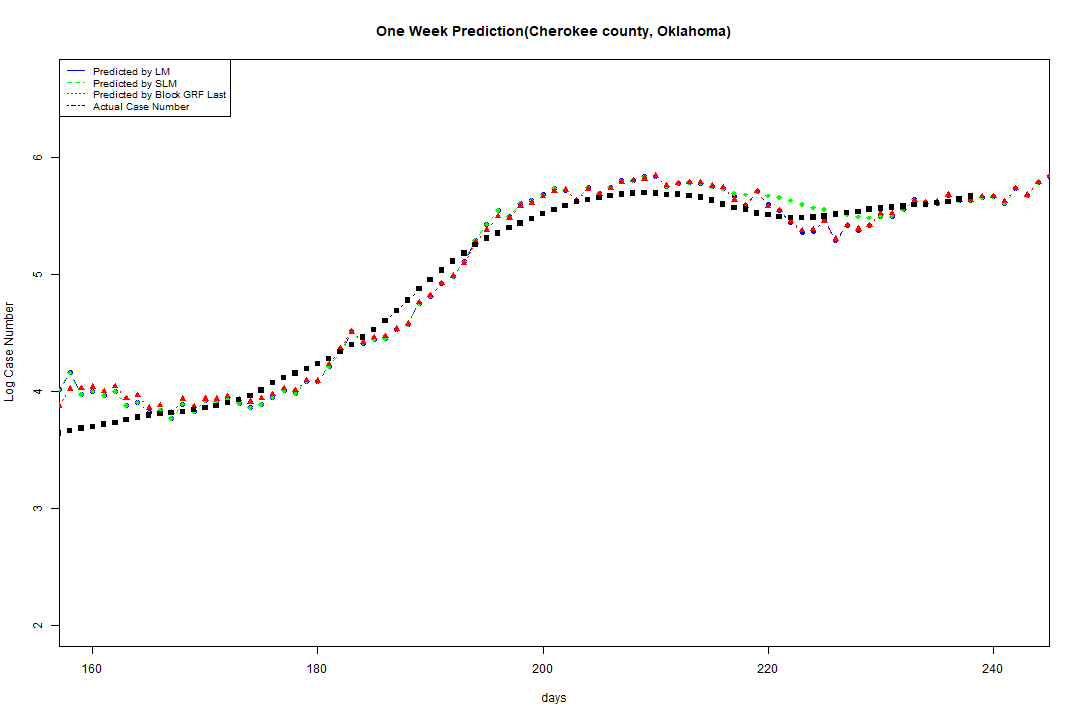 One Week Prediction(Cherokee county, Oklahoma)
Predicted by LM
Predicted by SLM
Predicted by Block GRF Last
Actual Case Number
6
5
4
3
2
Log Case Number
160 180 200 220 240
days